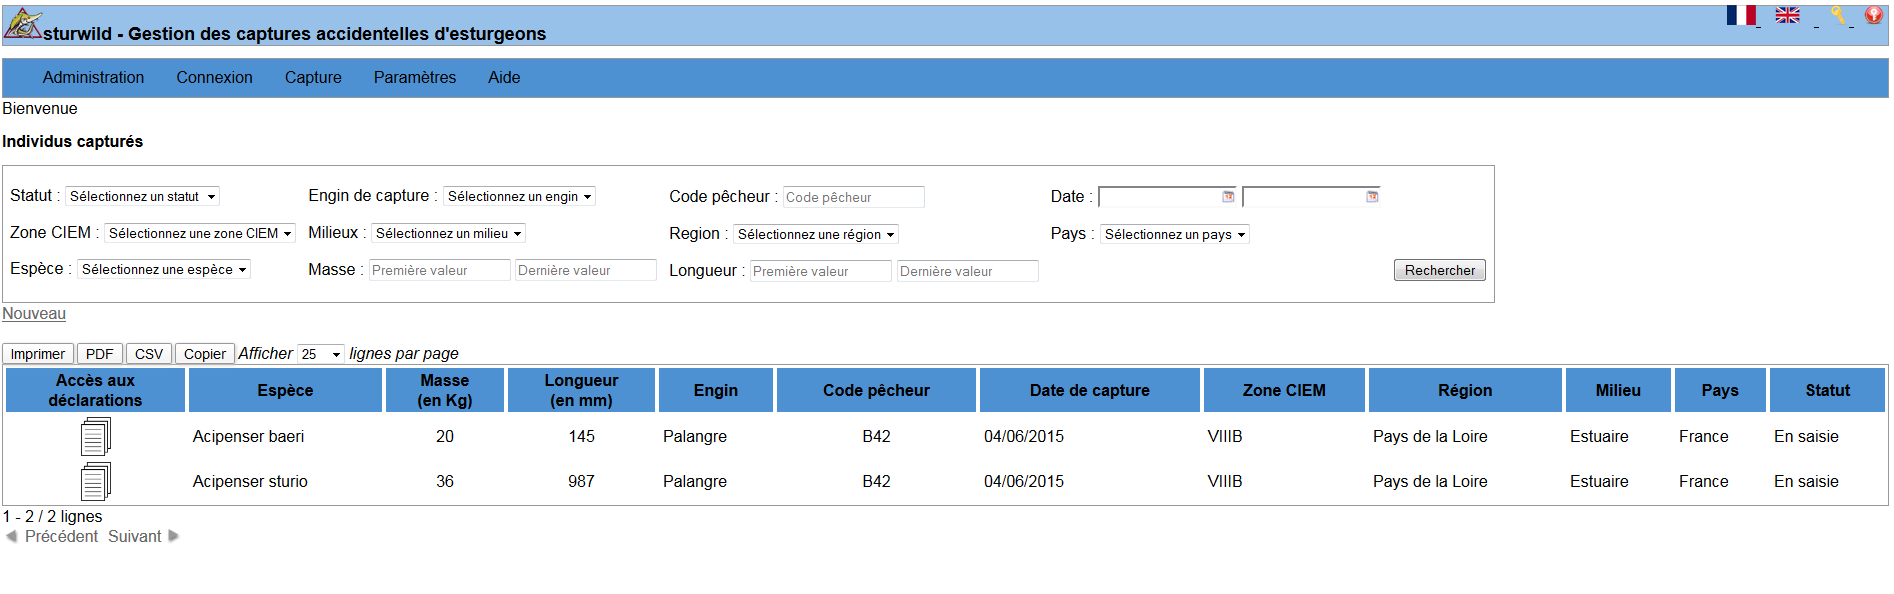 sturwild - Gestion des captures accidentelles d'esturgeons
Administration Connexion Capture Paramètres Aide
Bienvenue
Individus capturés
Statut : Sélectionnez un statut Engin de capture : Sélectionnez un engin Code pêcheur : Code pêcheur Date :
Zone CIEM : Sélectionnez une zone CIEM Milieux : Sélectionnez un milieu Region : Sélectionnez une région Pays : Sélectionnez un pays
Espèce : Sélectionnez une espèce Masse : Première valeur Dernière valeur Longueur : Première valeur Dernière valeur Rechercher
Nouveau
Imprimer PDF CSV Copier Afficher 25 lignes par page
Accès aux déclarations Espèce Masse (en Kg) Longueur (en mm) Engin Code pêcheur Date de capture Zone CIEM Région Milieu Pays Statut
Acipenser baeri 20 145 Palangre B42 04/06/2015 VIIIB Pays de la Loire Estuaire France En saisie
Acipenser sturio 36 987 Palangre B42 04/06/2015 VIIIB Pays de la Loire Estuaire France En saisie
1 - 2 / 2 lignes
Précédent Suivant